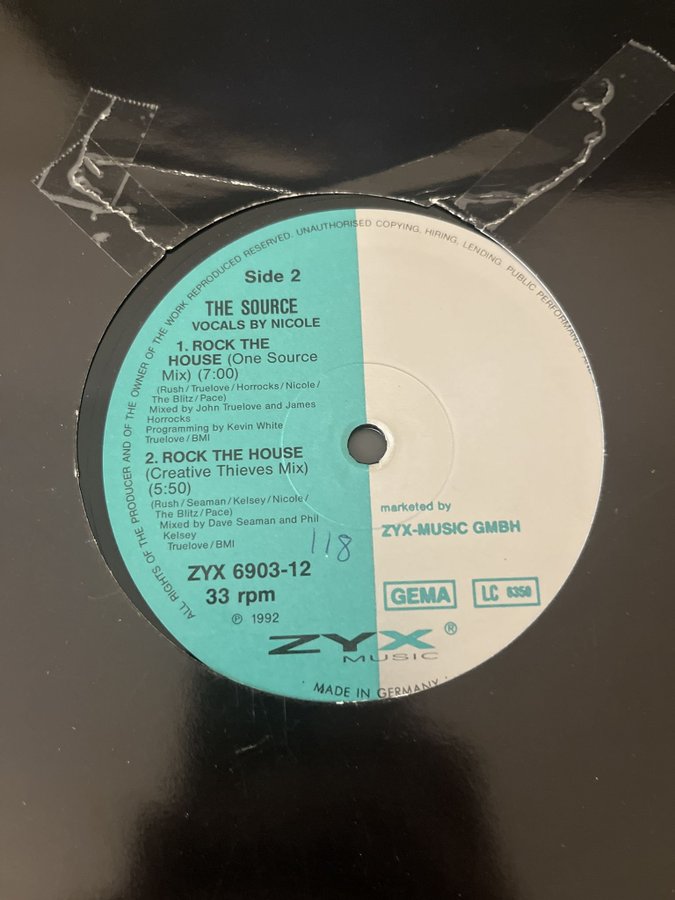 ALL RIGHTS OF THE PRODUCER AND OF THE OWNER OF THE WORK REPRODUCED RESERVED. UNAUTHORISED COPYING, HIRING, LENDING PUBLIC PERFORMANCE AND
Side 2
THE SOURCE
VOCALS BY NICOLE
1. ROCK THE
HOUSE (One Source
Mix) (7:00)
(Rush/Truelove/Horrocks/Nicole/
The Blitz/Pace)
Mixed by John Truelove and James
Horrocks
Programming by Kevin White
Truelove/BMI
2. ROCK THE HOUSE
(Creative Thieves Mix)
(5:50)
(Rush/Seaman/Kelsey/Nicole/
The Blitz/Pace)
Mixed by Dave Seaman and Phil
Kelsey
Truelove/BMI
118
marketed by
ZYX-MUSIC GMBH
ZYX 6903-12
33 rpm
℗ 1992
GEMA
LC 6350
ZYX®
MUSIC
MADE IN GERMANY